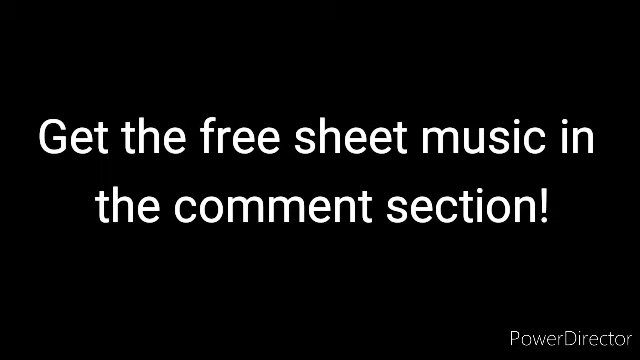 Get the free sheet music in
the comment section!
PowerDirector